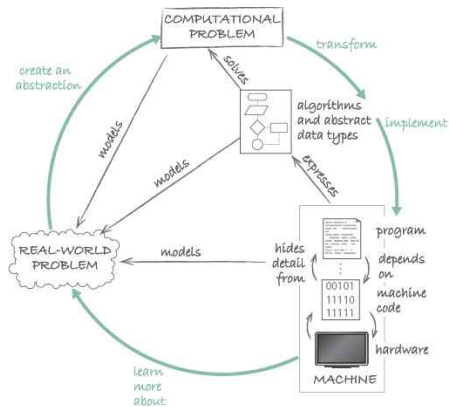 COMPUTATIONAL
PROBLEM
transform
create an
abstraction
solves
algorithms
and abstract
data types
implement
models
models
expresses
REAL-WORLD
PROBLEM
models
hides
detail
from
program
depends
on
machine
code
00101
11110
11111
hardware
MACHINE
learn
more
about